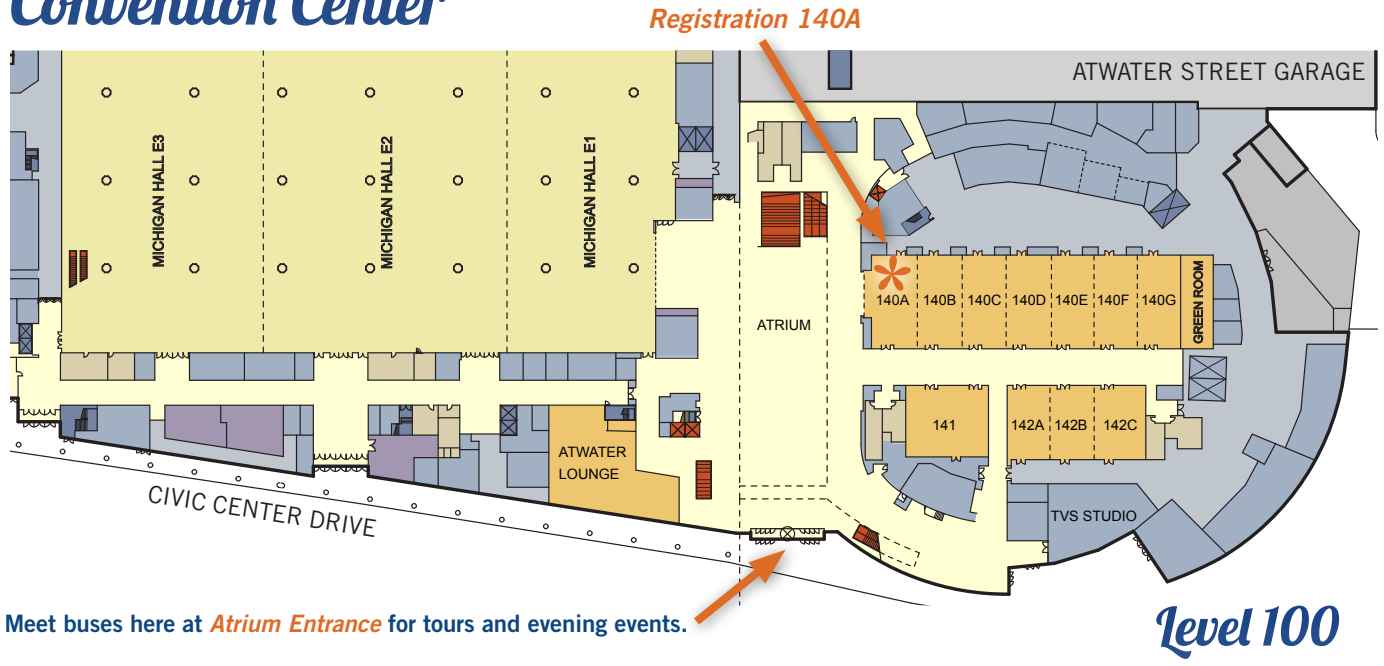 Convention Center
Registration 140A
ATWATER STREET GARAGE
MICHIGAN HALL E3
MICHIGAN HALL E2
MICHIGAN HALL E1
140A
140B
140C
140D
140E
140F
140G
GREEN ROOM
ATRIUM
141
142A
142B
142C
ATWATER
LOUNGE
TVS STUDIO
CIVIC CENTER DRIVE
Meet buses here at Atrium Entrance for tours and evening events.
Level 100